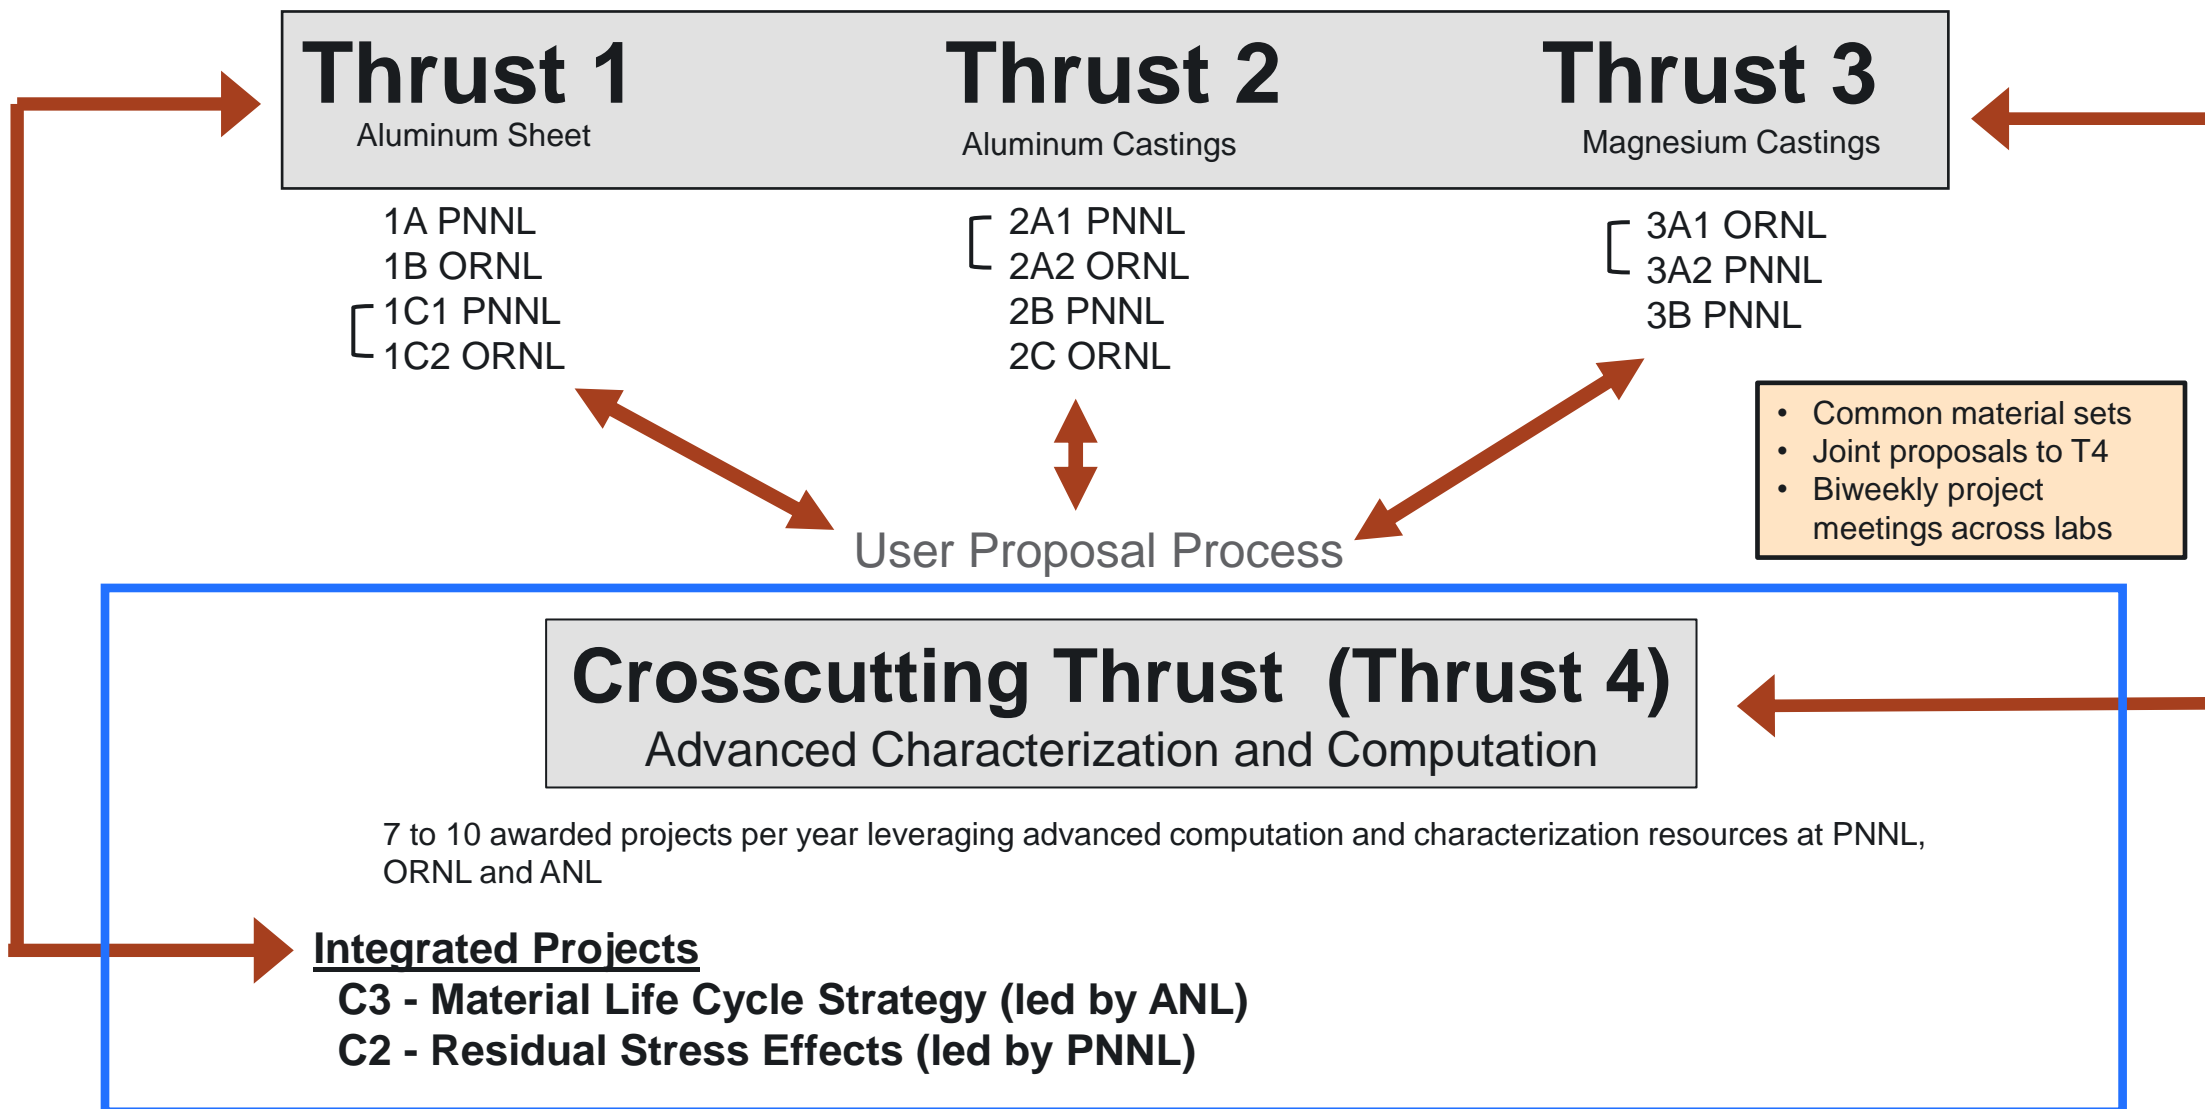 Thrust 1
Aluminum Sheet
Thrust 2
Aluminum Castings
Thrust 3
Magnesium Castings
1A PNNL
1B ORNL
1C1 PNNL
1C2 ORNL
2A1 PNNL
2A2 ORNL
2B PNNL
2C ORNL
3A1 ORNL
3A2 PNNL
3B PNNL
• Common material sets
• Joint proposals to T4
• Biweekly project
meetings across labs
User Proposal Process
Crosscutting Thrust (Thrust 4)
Advanced Characterization and Computation
7 to 10 awarded projects per year leveraging advanced computation and characterization resources at PNNL,
ORNL and ANL
Integrated Projects
C3 - Material Life Cycle Strategy (led by ANL)
C2 - Residual Stress Effects (led by PNNL)